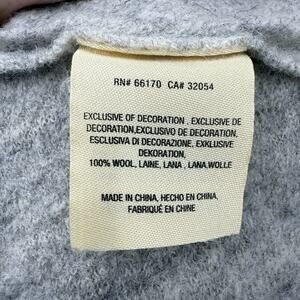 RN# 66170 CA# 32054
EXCLUSIVE OF DECORATION , EXCLUSIVE DE
DECORATION,EXCLUSIVO DE DECORATION,
ESCLUSIVA DI DECORAZIONE, EXKLUSIVE
DEKORATION,
100% WOOL, LAINE, LANA , LANA,WOLLE
MADE IN CHINA, HECHO EN CHINA,
FABRIQUÉ EN CHINE